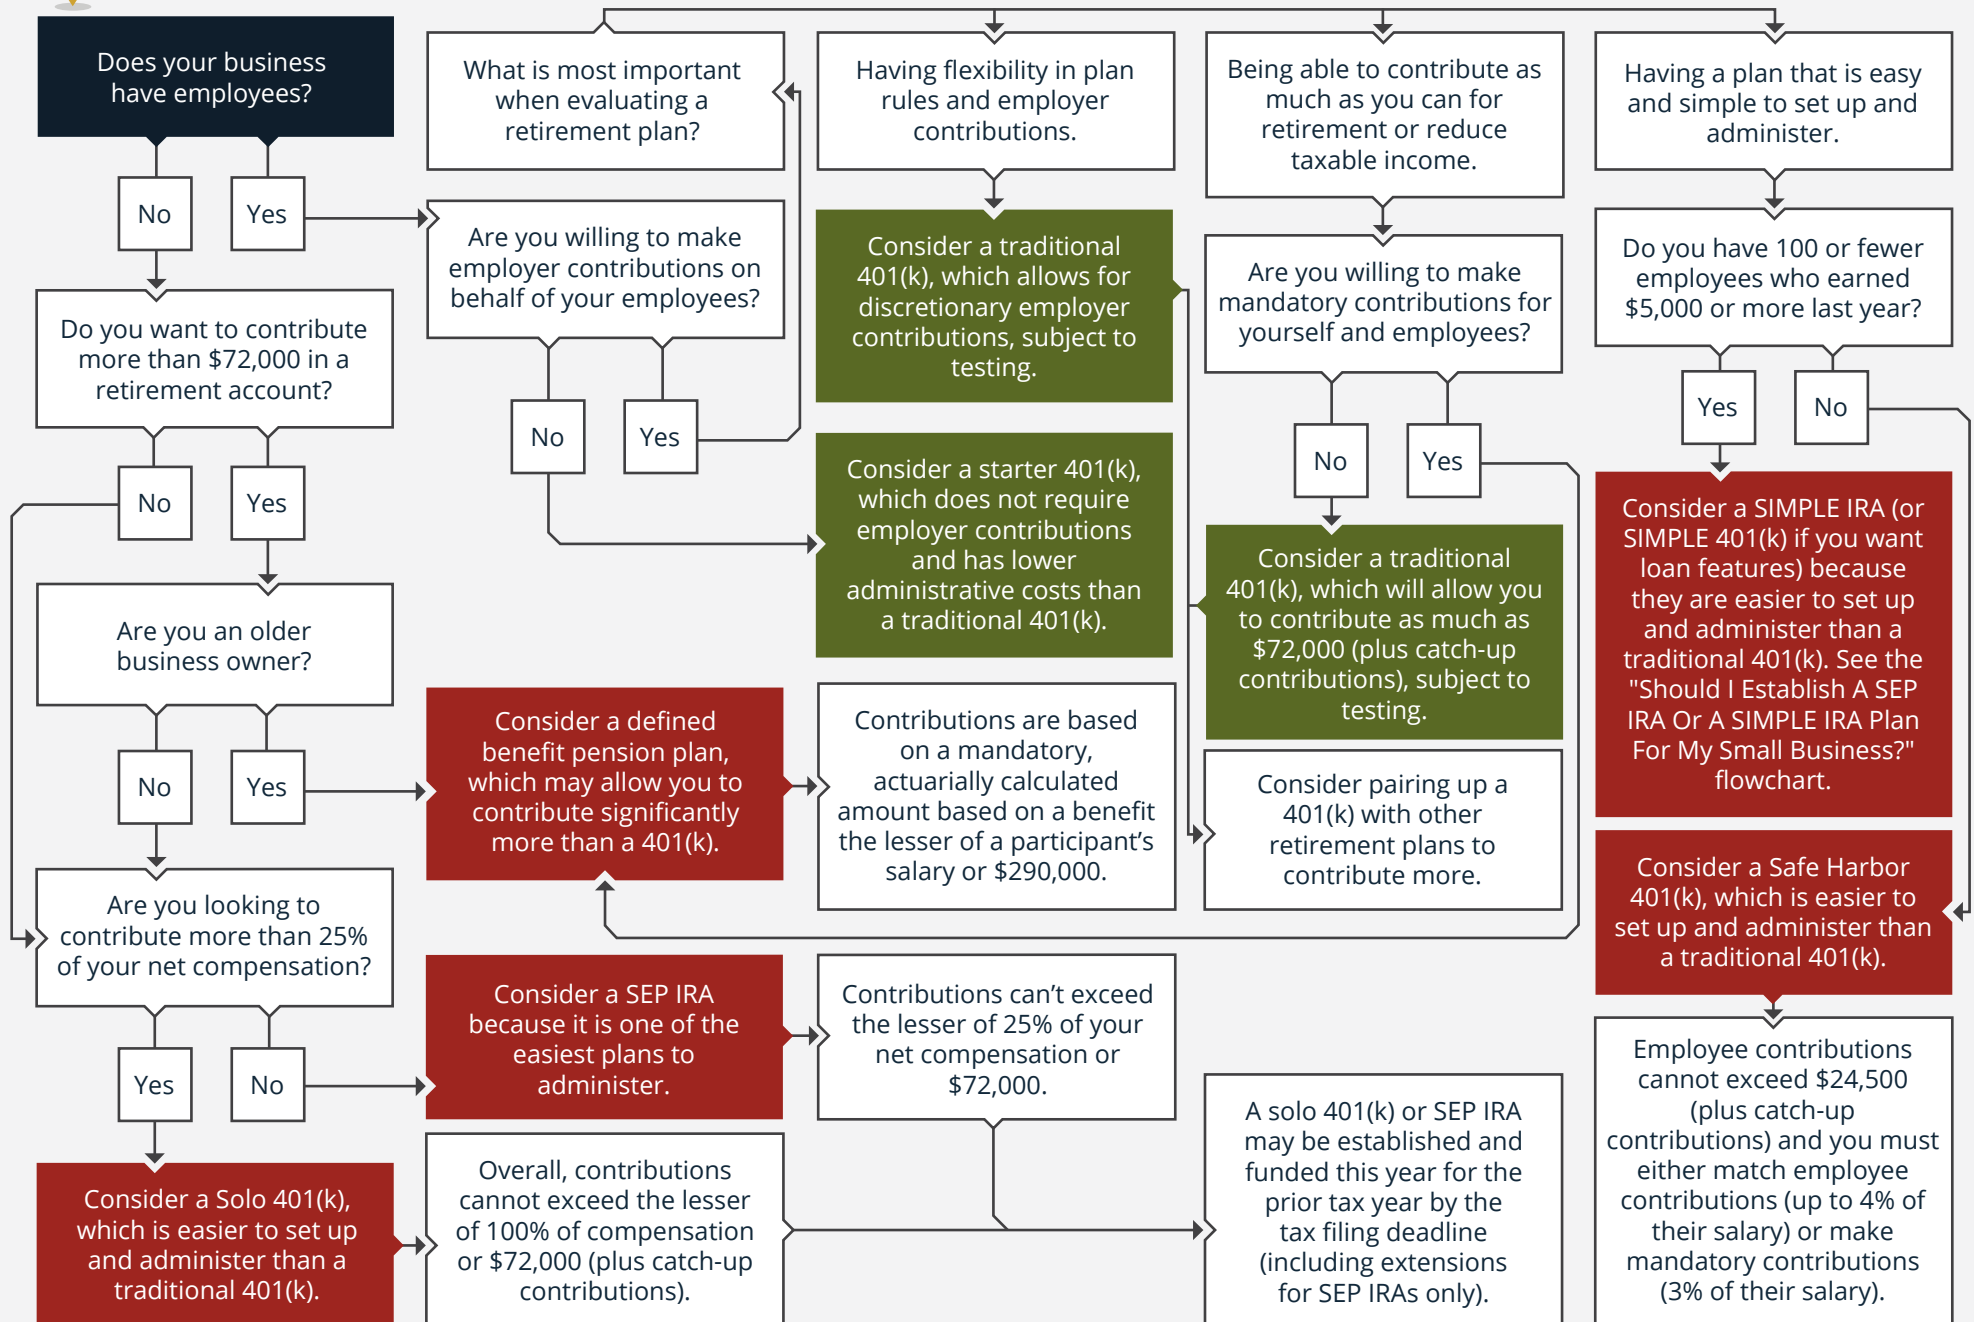 Does your business
have employees?
No
Yes
Do you want to contribute
more than $72,000 in a
retirement account?
No
Yes
Are you an older
business owner?
No
Yes
Are you looking to
contribute more than 25%
of your net compensation?
Yes
No
Consider a Solo 401(k),
which is easier to set up
and administer than a
traditional 401(k).
What is most important
when evaluating a
retirement plan?
Are you willing to make
employer contributions on
behalf of your employees?
No
Yes
Consider a defined
benefit pension plan,
which may allow you to
contribute significantly
more than a 401(k).
Consider a SEP IRA
because it is one of the
easiest plans to
administer.
Overall, contributions
cannot exceed the lesser
of 100% of compensation
or $72,000 (plus catch-up
contributions).
Having flexibility in plan
rules and employer
contributions.
Consider a traditional
401(k), which allows for
discretionary employer
contributions, subject to
testing.
Consider a starter 401(k),
which does not require
employer contributions
and has lower
administrative costs than
a traditional 401(k).
Contributions are based
on a mandatory,
actuarially calculated
amount based on a benefit
the lesser of a participant’s
salary or $290,000.
Contributions can’t exceed
the lesser of 25% of your
net compensation or
$72,000.
Being able to contribute as
much as you can for
retirement or reduce
taxable income.
Are you willing to make
mandatory contributions for
yourself and employees?
No
Yes
Consider a traditional
401(k), which will allow you
to contribute as much as
$72,000 (plus catch-up
contributions), subject to
testing.
Consider pairing up a
401(k) with other
retirement plans to
contribute more.
A solo 401(k) or SEP IRA
may be established and
funded this year for the
prior tax year by the
tax filing deadline
(including extensions
for SEP IRAs only).
Having a plan that is easy
and simple to set up and
administer.
Do you have 100 or fewer
employees who earned
$5,000 or more last year?
Yes
No
Consider a SIMPLE IRA (or
SIMPLE 401(k) if you want
loan features) because
they are easier to set up
and administer than a
traditional 401(k). See the
"Should I Establish A SEP
IRA Or A SIMPLE IRA Plan
For My Small Business?"
flowchart.
Consider a Safe Harbor
401(k), which is easier to
set up and administer than
a traditional 401(k).
Employee contributions
cannot exceed $24,500
(plus catch-up
contributions) and you must
either match employee
contributions (up to 4% of
their salary) or make
mandatory contributions
(3% of their salary).